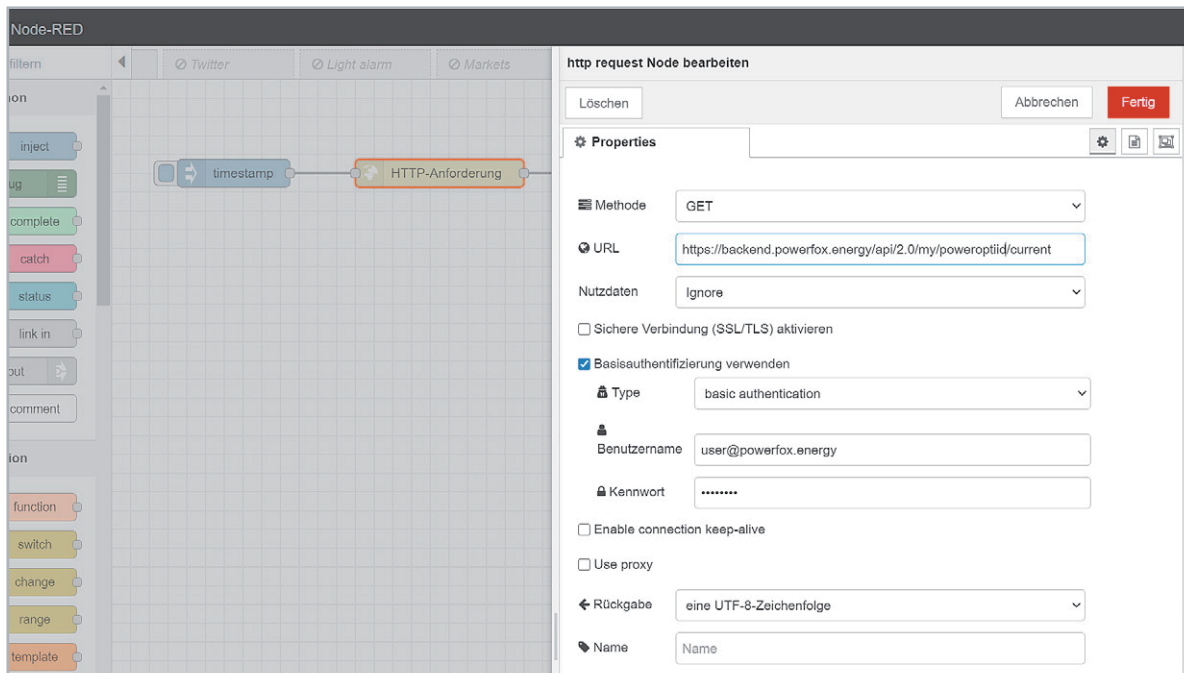 Node-RED
filtern
Twitter
Light alarm
Markets
inject
complete
catch
status
link in
comment
function
switch
change
range
template
timestamp
HTTP-Anforderung
http request Node bearbeiten
Löschen
Abbrechen
Fertig
Properties
Methode
GET
URL
https://backend.powerfox.energy/api/2.0/my/poweroptiid/current
Nutzdaten
Ignore
Sichere Verbindung (SSL/TLS) aktivieren
Basisauthentifizierung verwenden
Type
basic authentication
Benutzername
user@powerfox.energy
Kennwort
••••••••
Enable connection keep-alive
Use proxy
Rückgabe
eine UTF-8-Zeichenfolge
Name
Name